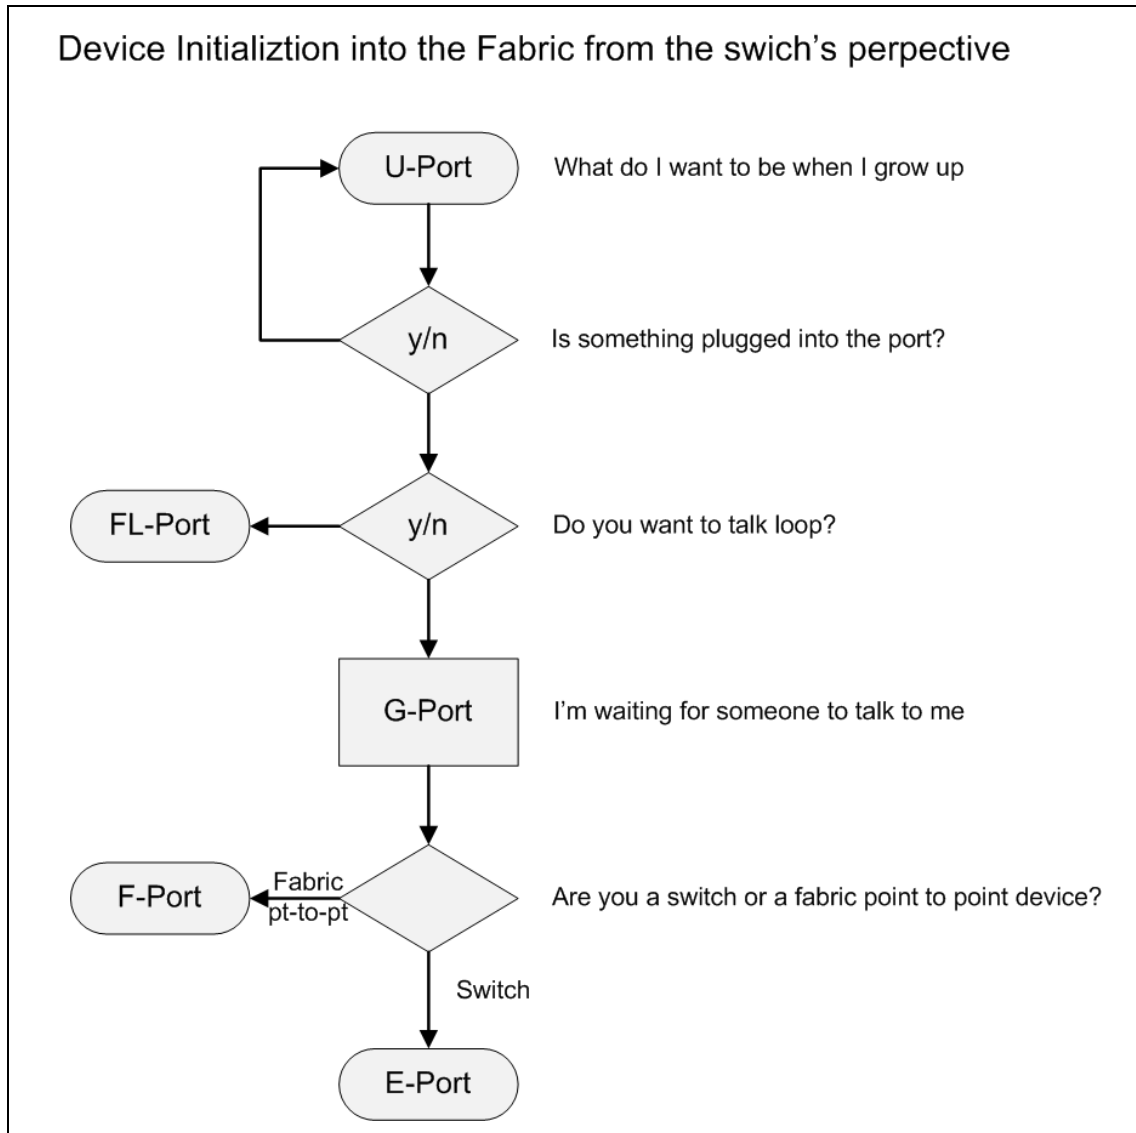 Device Initializtion into the Fabric from the swich's perpective
U-Port
What do I want to be when I grow up
y/n
Is something plugged into the port?
FL-Port
y/n
Do you want to talk loop?
G-Port
I'm waiting for someone to talk to me
F-Port
Fabric
pt-to-pt
Are you a switch or a fabric point to point device?
Switch
E-Port